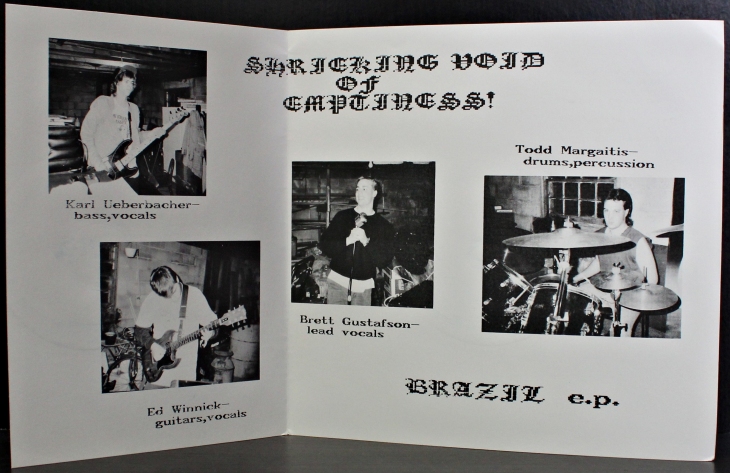 SHRIEKING VOID
OF
EMPTINESS!
Karl Ueberbacher-
bass,vocals
Ed Winnick-
guitars,vocals
Brett Gustafson-
lead vocals
Todd Margaitis-
drums,percussion
BRAZIL e.p.